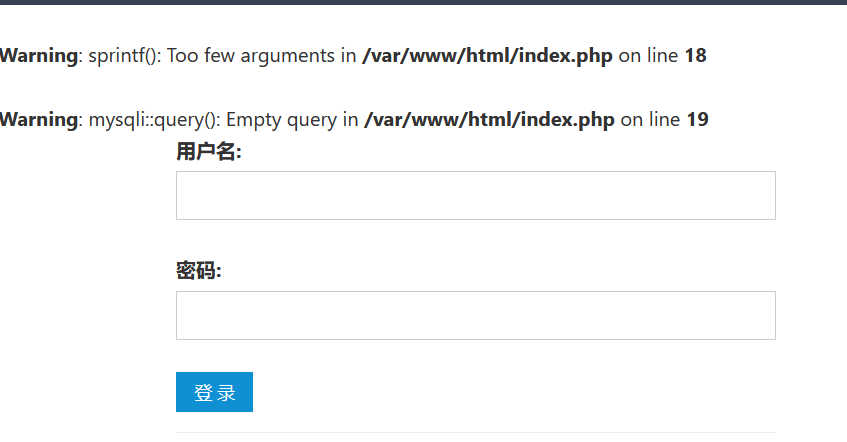 Warning: sprintf(): Too few arguments in /var/www/html/index.php on line 18
Warning: mysqli::query(): Empty query in /var/www/html/index.php on line 19
用户名:
密码:
登录